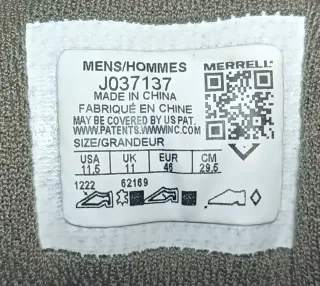 MENS/HOMMES
MERRELL
J037137
MADE IN CHINA
FABRIQUÉ EN CHINE
MAY BE COVERED BY US PAT.
WWW.PATENTS.WWWINC.COM
SIZE/GRANDEUR
USA UK EUR CM
11.5 11 46 29.5
1222 62169